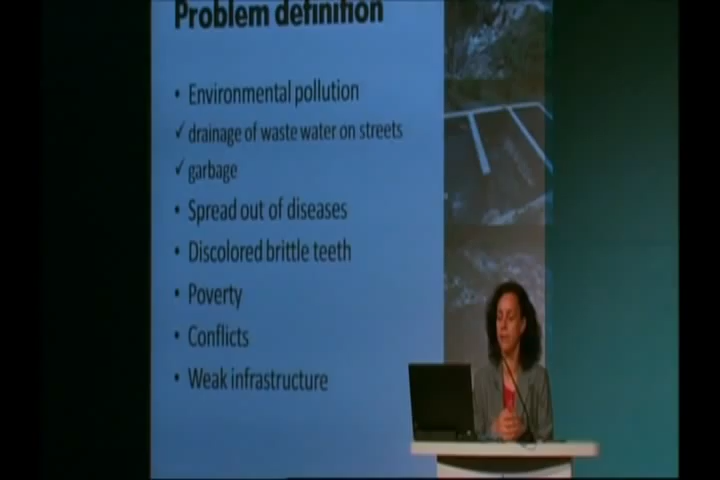 Problem definition
• Environmental pollution
✓ drainage of waste water on streets
✓ garbage
• Spread out of diseases
• Discolored brittle teeth
• Poverty
• Conflicts
• Weak infrastructure